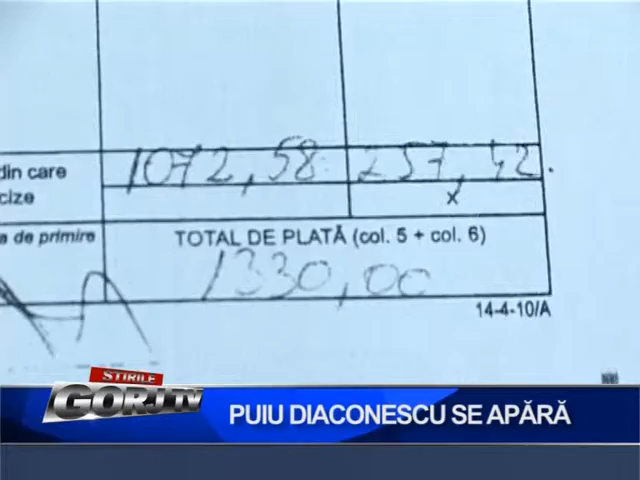 din care
1072,58 257,42
cize
x
a de primire
TOTAL DE PLATĂ (col. 5 + col. 6)
1330,00
14-4-10/A
STIRILE
GORJ TV
PUIU DIACONESCU SE APĂRĂ